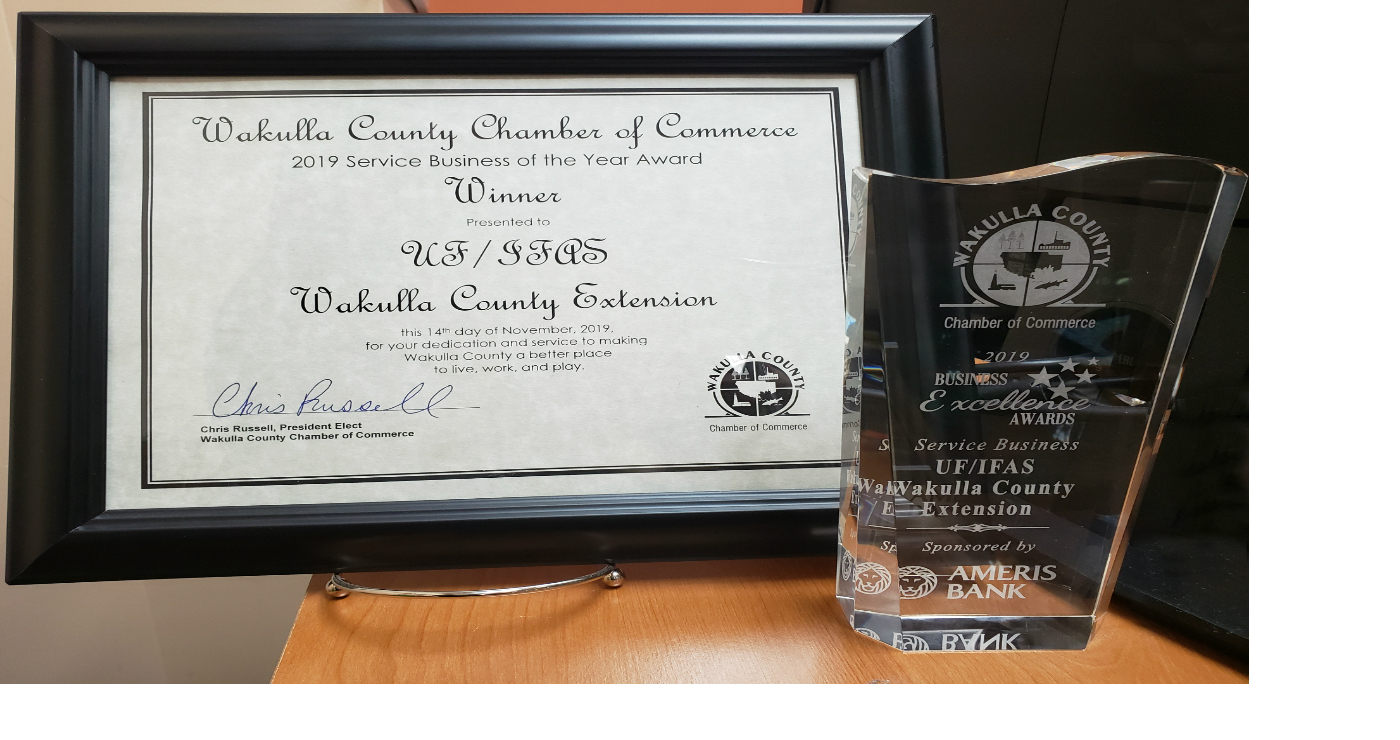 Wakulla County Chamber of Commerce
2019 Service Business of the Year Award
Winner
Presented to
UF/IFAS
Wakulla County Extension
this 14th day of November, 2019,
for your dedication and service to making
Wakulla County a better place
to live, work, and play.
Chris Russell
Chris Russell, President Elect
Wakulla County Chamber of Commerce
WAKULLA COUNTY
Chamber of Commerce
WAKULLA COUNTY
Chamber of Commerce
2019
BUSINESS
Excellence
AWARDS
Service Business
UF/IFAS
Wakulla County
Extension
Sponsored by
AMERIS
BANK